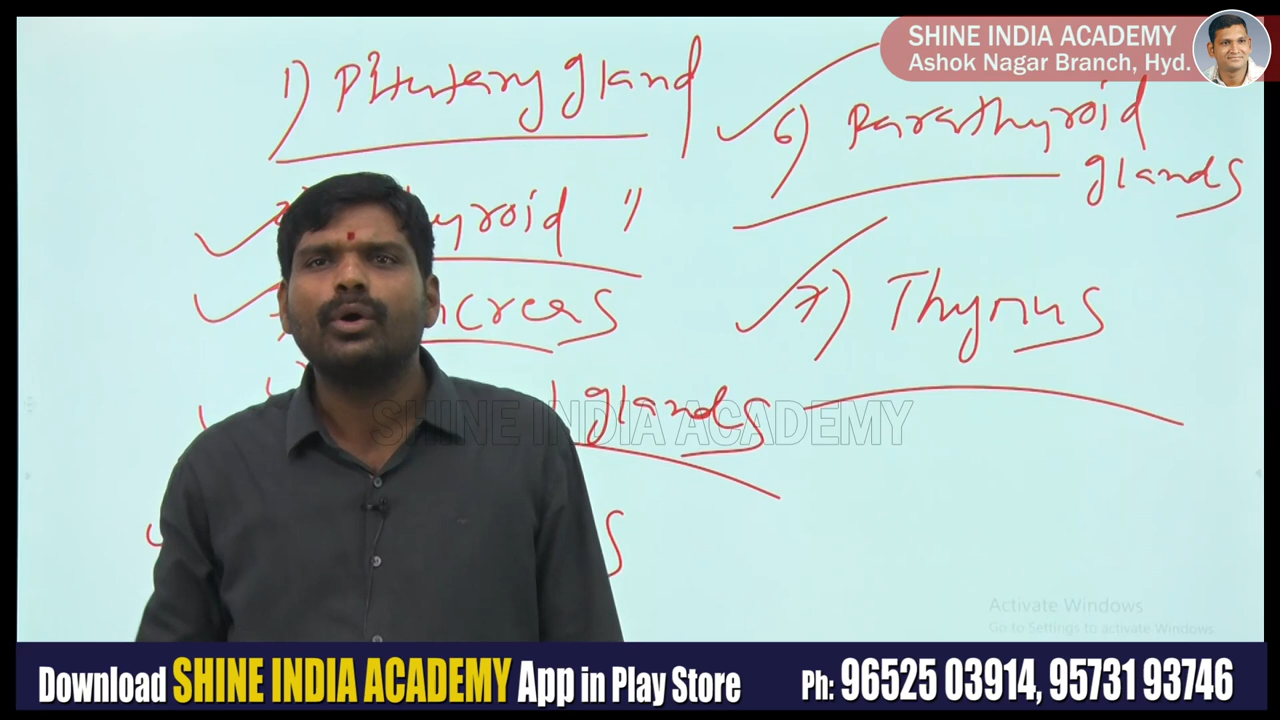 SHINE INDIA ACADEMY
Ashok Nagar Branch, Hyd.
1) Pituitary gland
hyroid "
ncreas
glands
s
6) Parathyroid
glands
7) Thymus
SHINE INDIA ACADEMY
Activate Windows
Go to Settings to activate Windows
Download SHINE INDIA ACADEMY App in Play Store
Ph: 96525 03914, 95731 93746